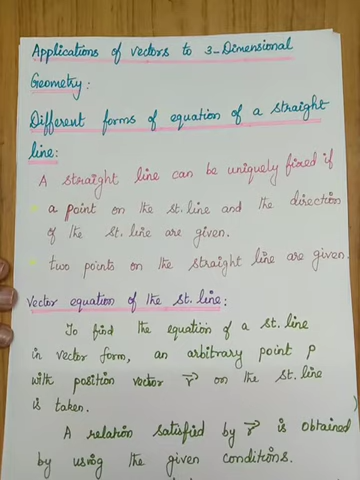 Applications of vectors to 3-Dimensional
Geometry:
Different forms of equation of a straight
line:
A straight line can be uniquely fixed if
a point on the st. line and the direction
of the st. line are given.
two points on the straight line are given.
Vector equation of the st. line:
To find the equation of a st. line
in vector form, an arbitrary point P
with position vector r⃗ on the st. line
is taken.
A relation satisfied by r⃗ is obtained
by using the given conditions.